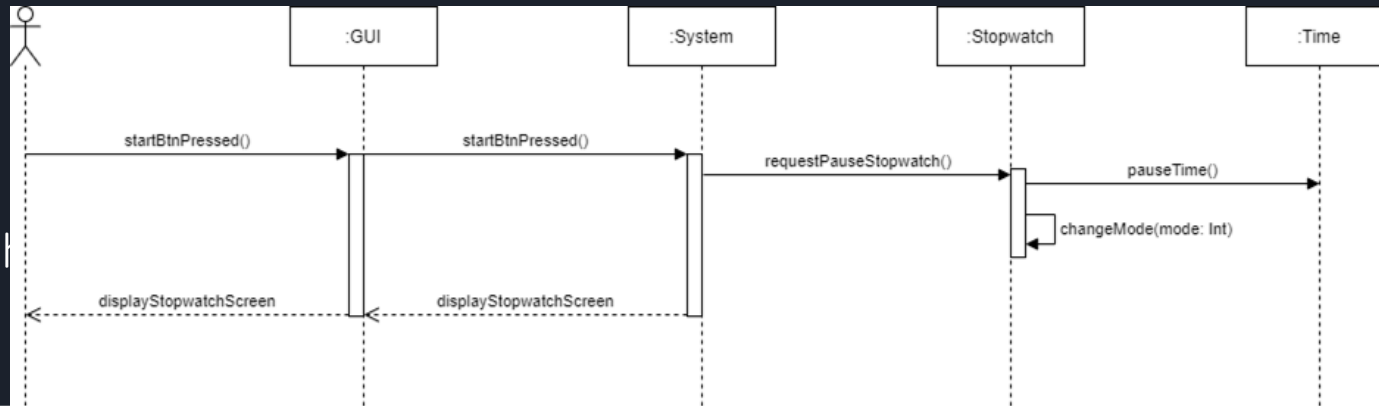 :GUI
:System
:Stopwatch
:Time
startBtnPressed()
startBtnPressed()
requestPauseStopwatch()
pauseTime()
changeMode(mode: Int)
displayStopwatchScreen
displayStopwatchScreen